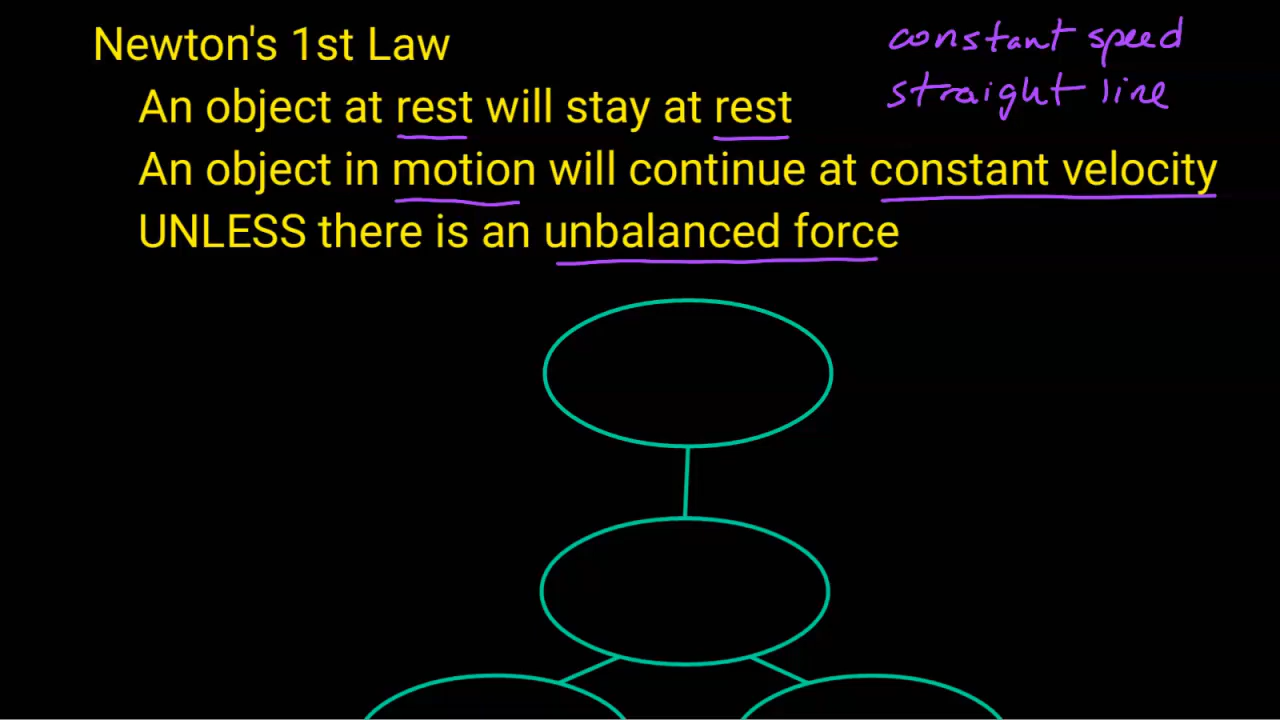 Newton's 1st Law
constant speed
An object at rest will stay at rest
straight line
An object in motion will continue at constant velocity
UNLESS there is an unbalanced force